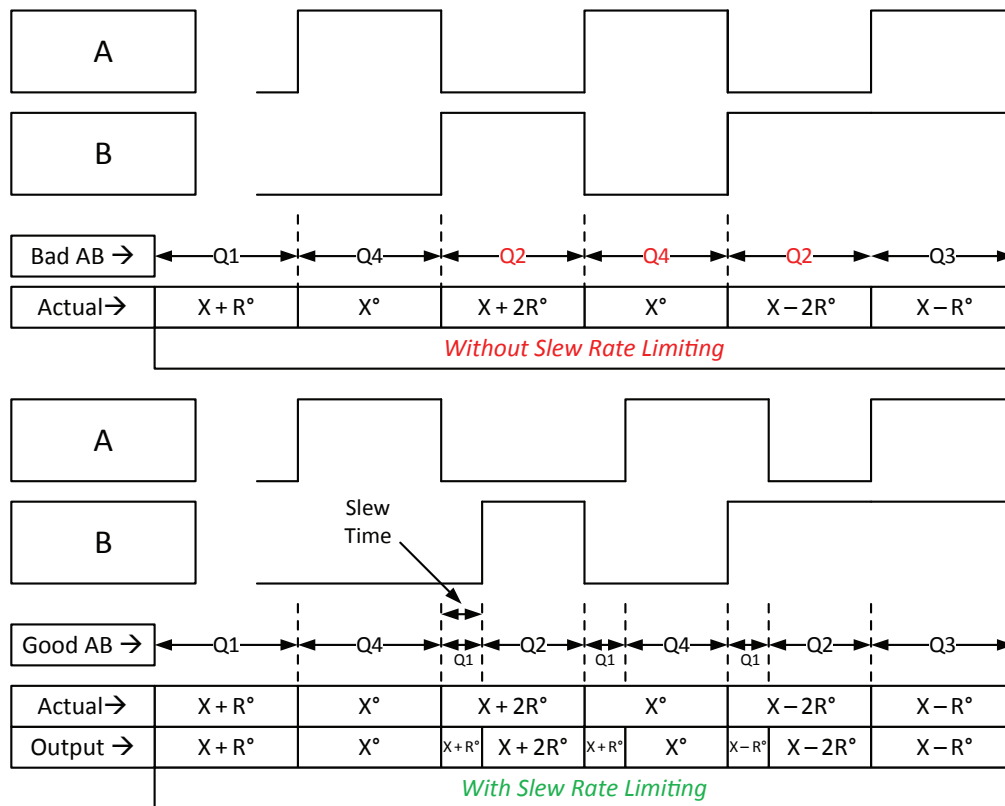 A
B
Bad AB → Q1 Q4 Q2 Q4 Q2 Q3
Actual→ X + R° X° X + 2R° X° X – 2R° X – R°
Without Slew Rate Limiting
A
B
Slew
Time
Good AB → Q1 Q4 Q1 Q2 Q1 Q4 Q1 Q2 Q3
Actual→ X + R° X° X + 2R° X° X – 2R° X – R°
Output → X + R° X° X + R° X + 2R° X + R° X° X – R° X – 2R° X – R°
With Slew Rate Limiting